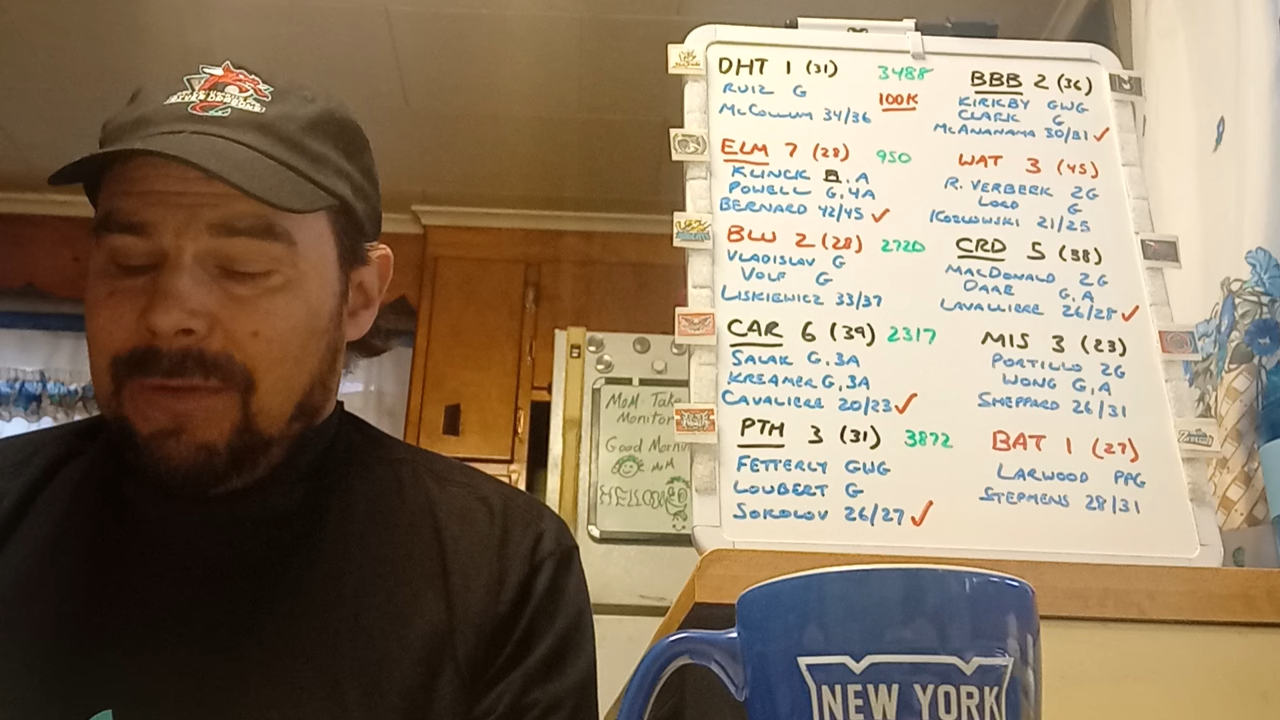 DHT 1 (31) 3488
RUIZ G 100K
McCOLLUM 34/36
BBB 2 (36)
KIRKBY GWG
CLARK G
McANANAMA 30/31 ✓
ELM 7 (28) 950
KLINCK B.A
POWELL G,4A
BERNARD 42/45 ✓
WAT 3 (45)
R. VERBEEK 2G
LORD G
KOZLOWSKI 21/25
BLU 2 (28) 2720
VLADISLAV G
VOLF G
LISKIEWICZ 33/37
CRD 5 (38)
MACDONALD 2G
DAAE G,A
LAVALLIERE 26/28 ✓
CAR 6 (39) 2317
SALAK G,3A
KREAMER G,3A
CAVALIERE 20/23 ✓
MIS 3 (23)
PORTILLO 2G
WONG G,A
SHEPPARD 26/31
PTH 3 (31) 3872
FETTERLY GWG
LOUBERT G
SOKOLOV 26/27 ✓
BAT 1 (27)
LARWOOD PPG
STEPHENS 28/31
MOM Take
Monitor
Good Morni
MOM
NEW YORK